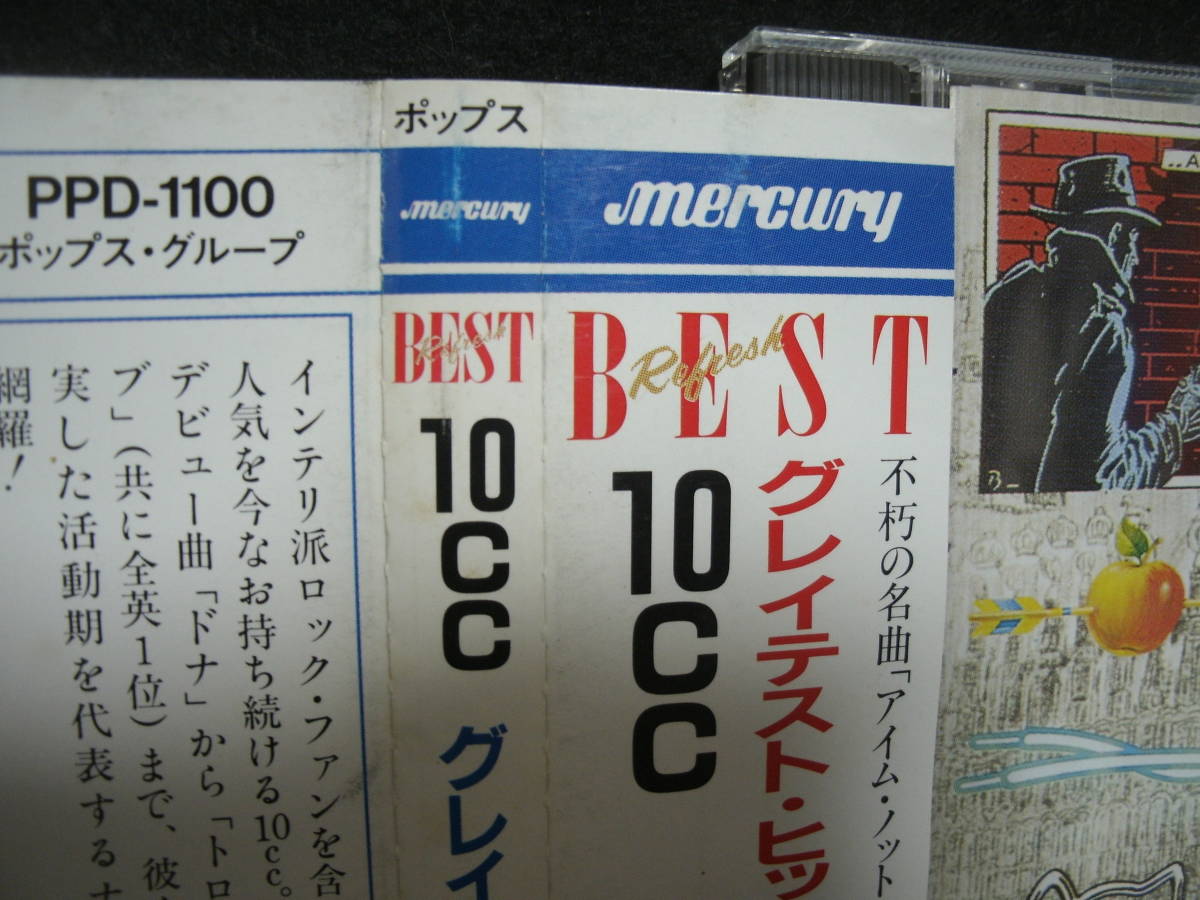 PPD-1100
ポップス・グループ
インテリ派ロック・ファンを含
人気を今なお持ち続ける10cc。
デビュー曲「ドナ」から「トロ
ブ」(共に全英1位)まで、彼
実した活動期を代表する
網羅!
ポップス
mercury
BEST
Refresh
10CC グレイ
mercury
BEST
Refresh
不朽の名曲「アイム・ノット
グレイテスト・ヒッ
10CC
..A
B_